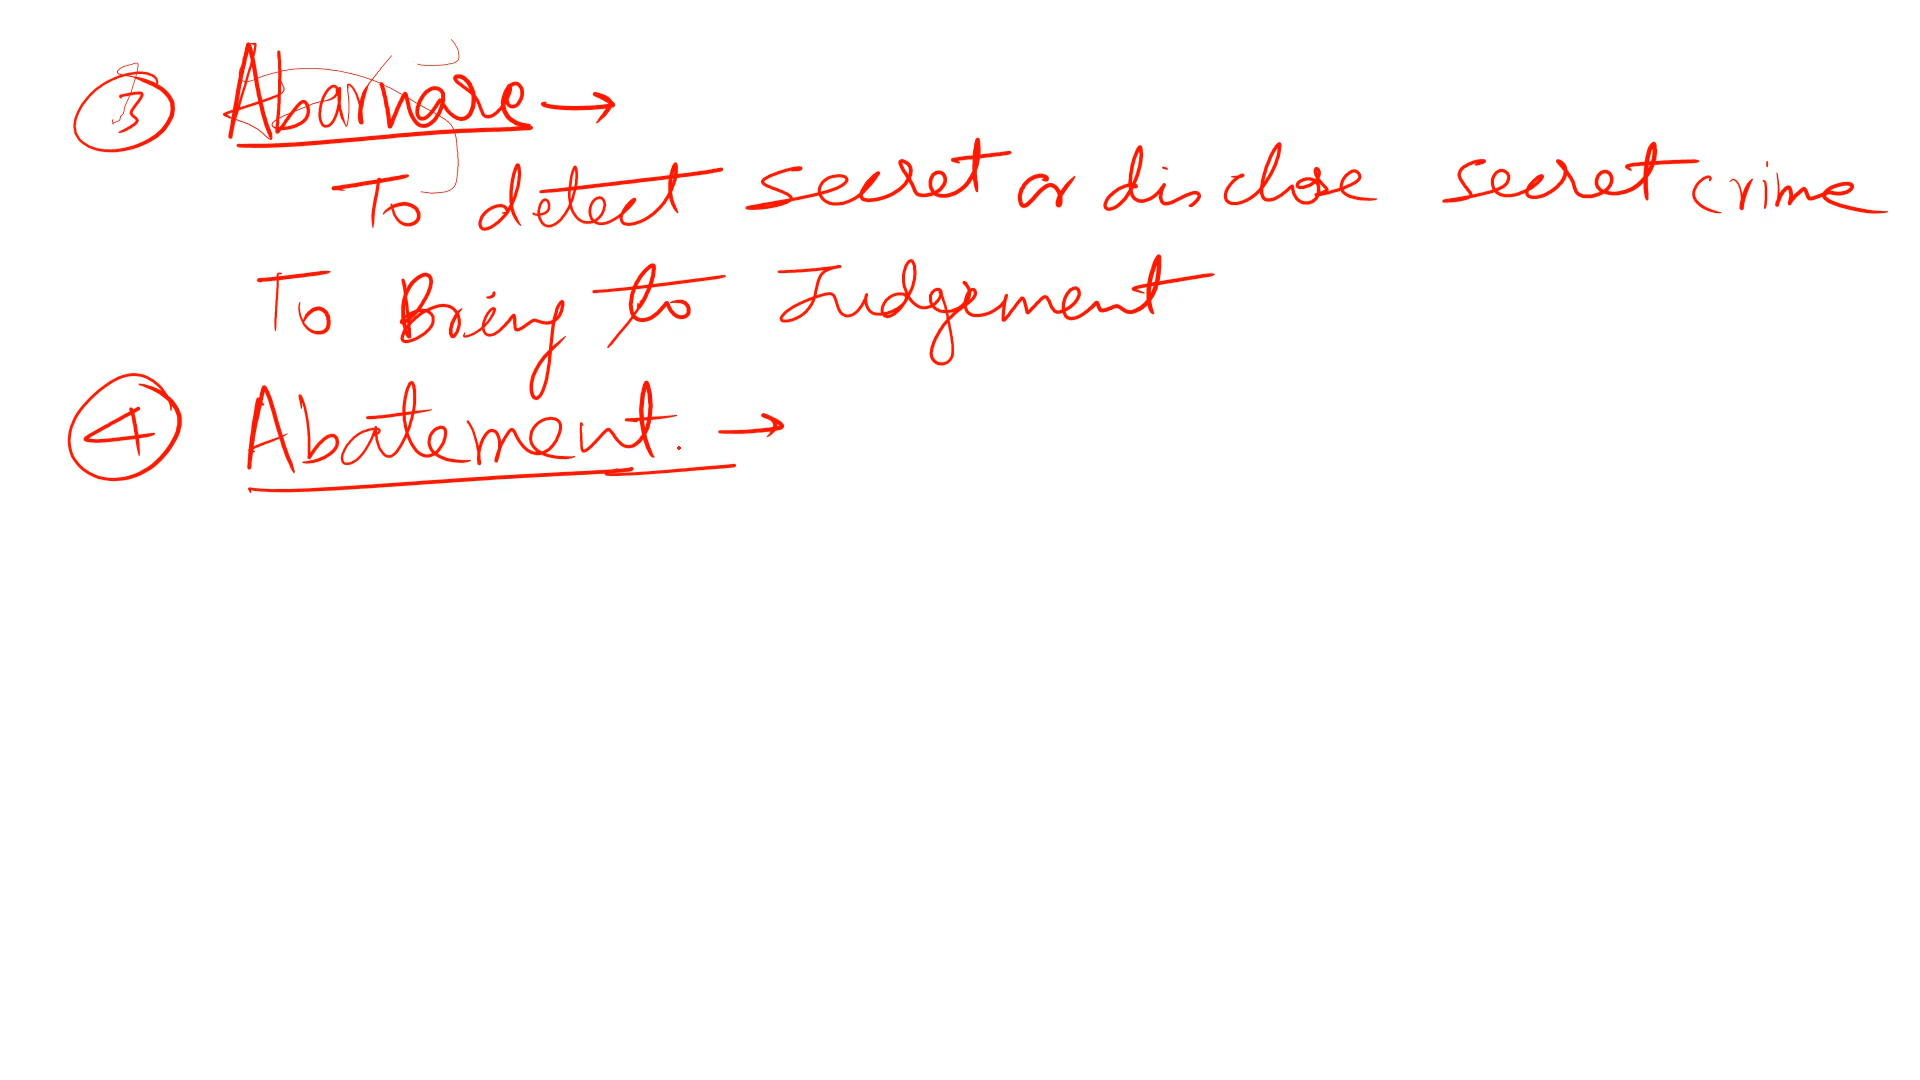 3 Abarnare →
To detect secret or disclose secret crime
To Bring to Judgement
4 Abatement. →